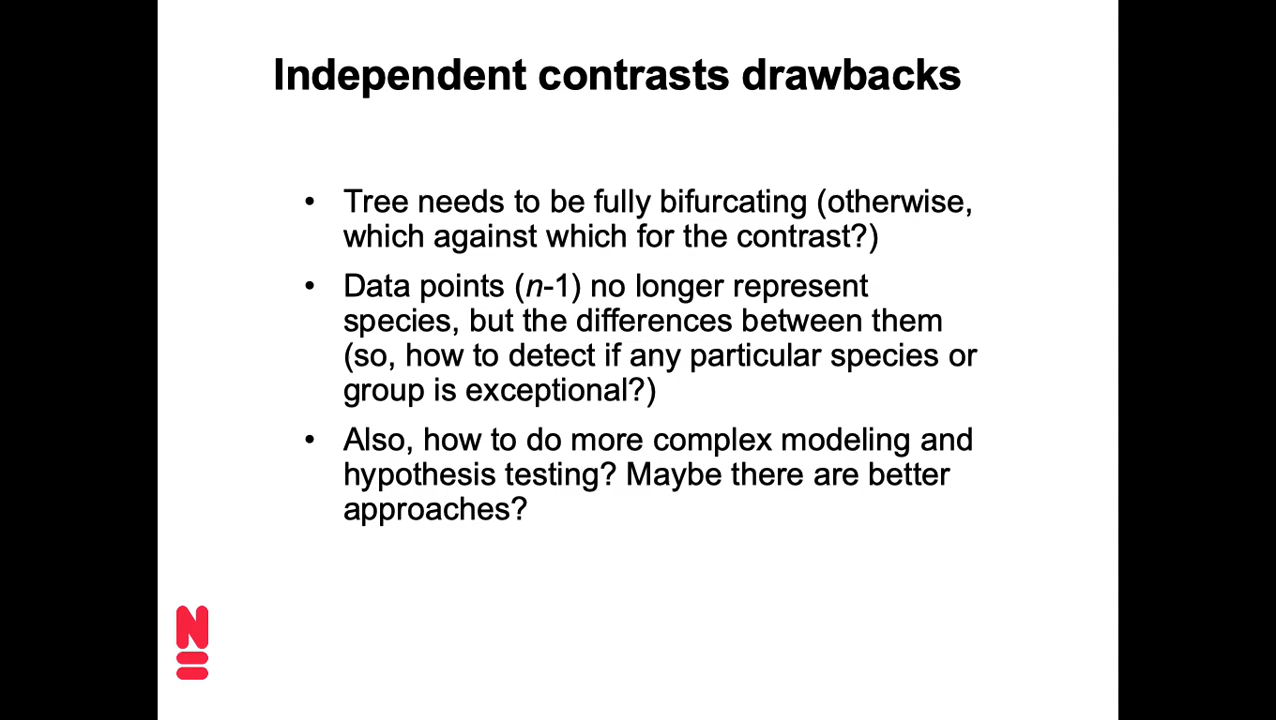 Independent contrasts drawbacks
• Tree needs to be fully bifurcating (otherwise,
which against which for the contrast?)
• Data points (n-1) no longer represent
species, but the differences between them
(so, how to detect if any particular species or
group is exceptional?)
• Also, how to do more complex modeling and
hypothesis testing? Maybe there are better
approaches?
N